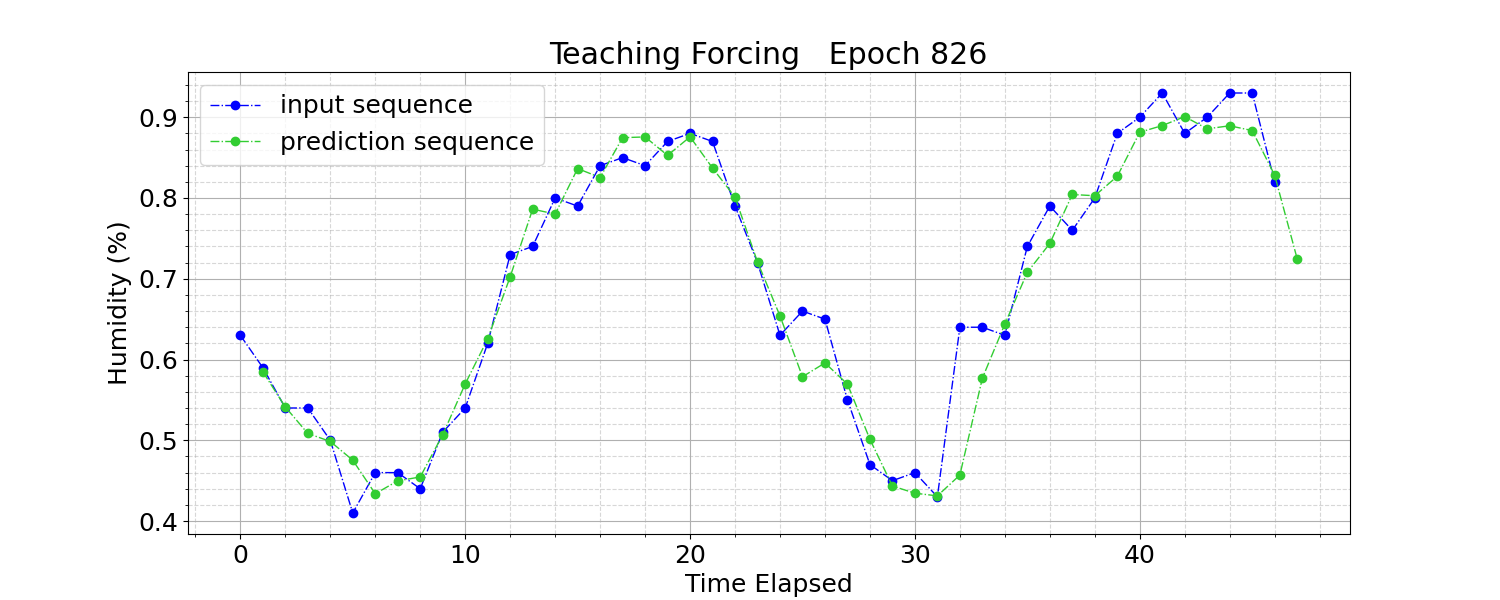 Teaching Forcing   Epoch 826
input sequence
prediction sequence
Humidity (%)
0.9
0.8
0.7
0.6
0.5
0.4
0 10 20 30 40
Time Elapsed